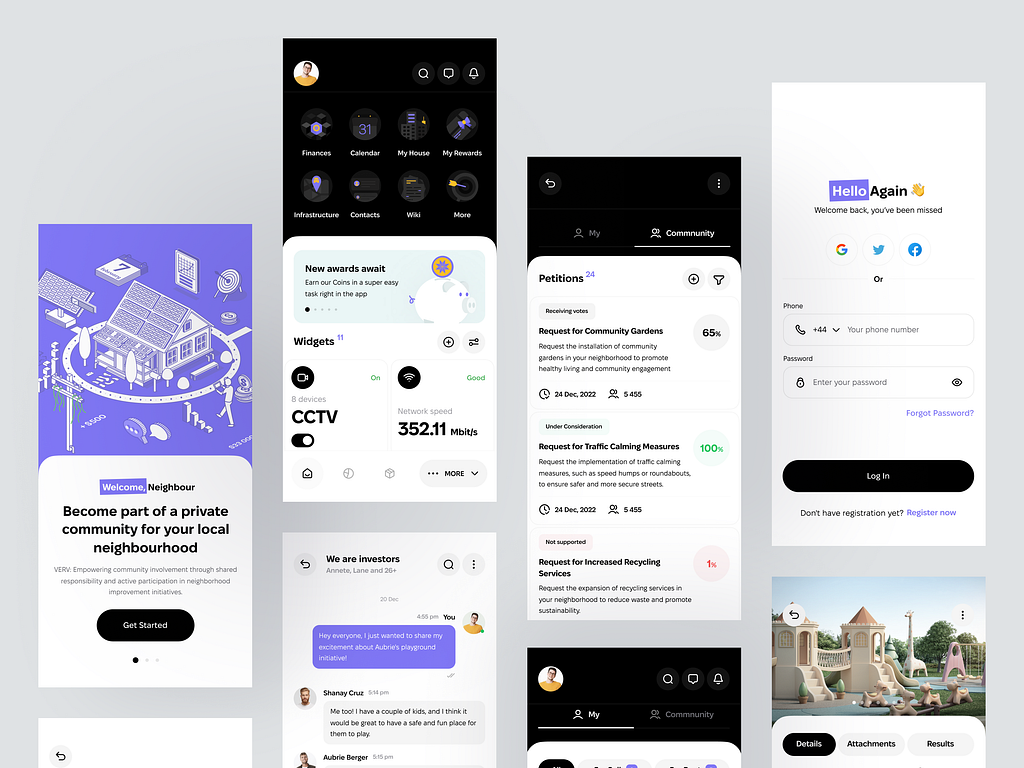 7
February
$500
Welcome, Neighbour
Become part of a private
community for your local
neighbourhood
VERV: Empowering community involvement through shared
responsibility and active participation in neighborhood
improvement initiatives.
Get Started
31
Finances
Calendar
My House
My Rewards
Infrastructure
Contacts
Wiki
More
New awards await
Earn our Coins in a super easy
task right in the app
Widgets 11
On
8 devices
CCTV
Good
Network speed
352.11 Mbit/s
MORE
We are investors
Annete, Lane and 26+
20 Dec
4:55 pm You
Hey everyone, I just wanted to share my
excitement about Aubrie's playground
initiative!
Shanay Cruz 5:14 pm
Me too! I have a couple of kids, and I think it
would be great to have a safe and fun place for
them to play.
Aubrie Berger 5:15 pm
My
Commnunity
Petitions 24
Receiving votes
Request for Community Gardens
65%
Request the installation of community
gardens in your neighborhood to promote
healthy living and community engagement
24 Dec, 2022
5 455
Under Consideration
Request for Traffic Calming Measures
100%
Request the implementation of traffic calming
measures, such as speed humps or roundabouts,
to ensure safer and more secure streets.
24 Dec, 2022
5 455
Not supported
Request for Increased Recycling
Services
1%
Request the expansion of recycling services in
your neighborhood to reduce waste and promote
sustainability.
My
Commnunity
Hello Again
Welcome back, you've been missed
Or
Phone
+44
Your phone number
Password
Enter your password
Forgot Password?
Log In
Don't have registration yet? Register now
Details
Attachments
Results